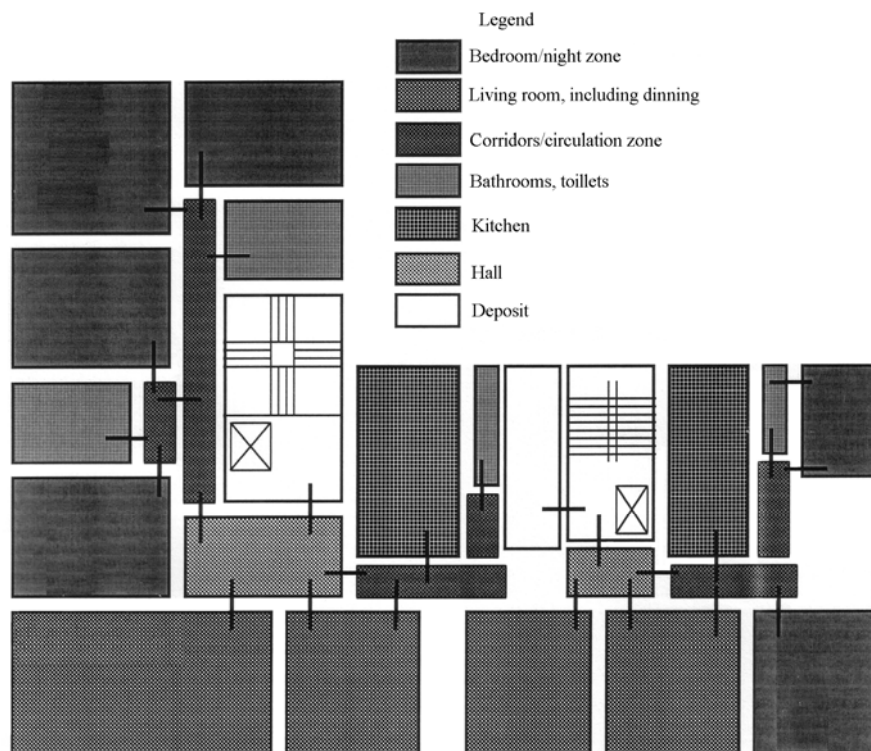 Legend
Bedroom/night zone
Living room, including dinning
Corridors/circulation zone
Bathrooms, toillets
Kitchen
Hall
Deposit